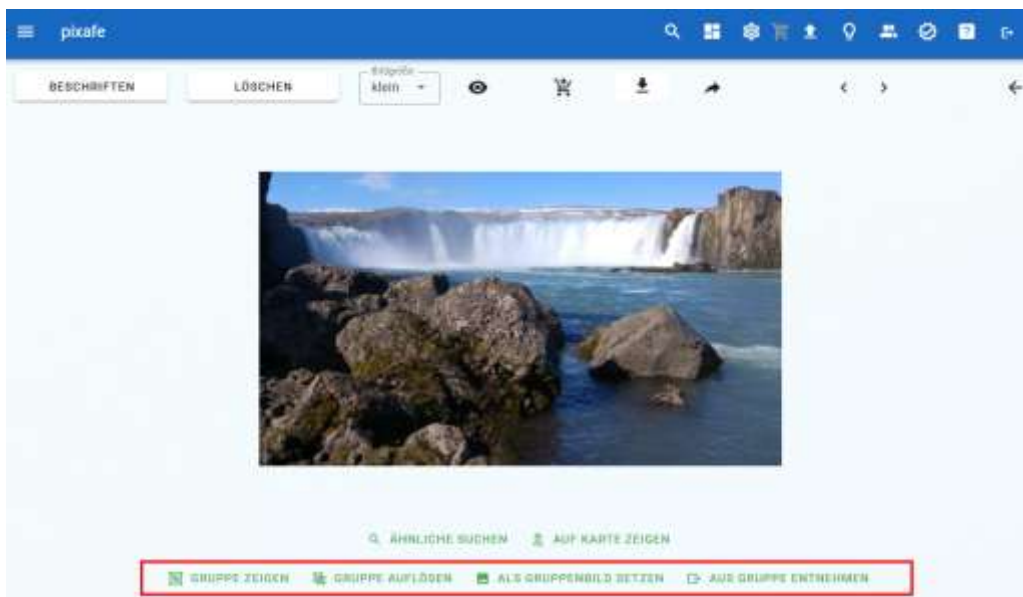 pixafe
BESCHRIFTEN LÖSCHEN Bildgröße klein
ÄHNLICHE SUCHEN AUF KARTE ZEIGEN
GRUPPE ZEIGEN GRUPPE AUFLÖSEN ALS GRUPPENBILD SETZEN AUS GRUPPE ENTNEHMEN